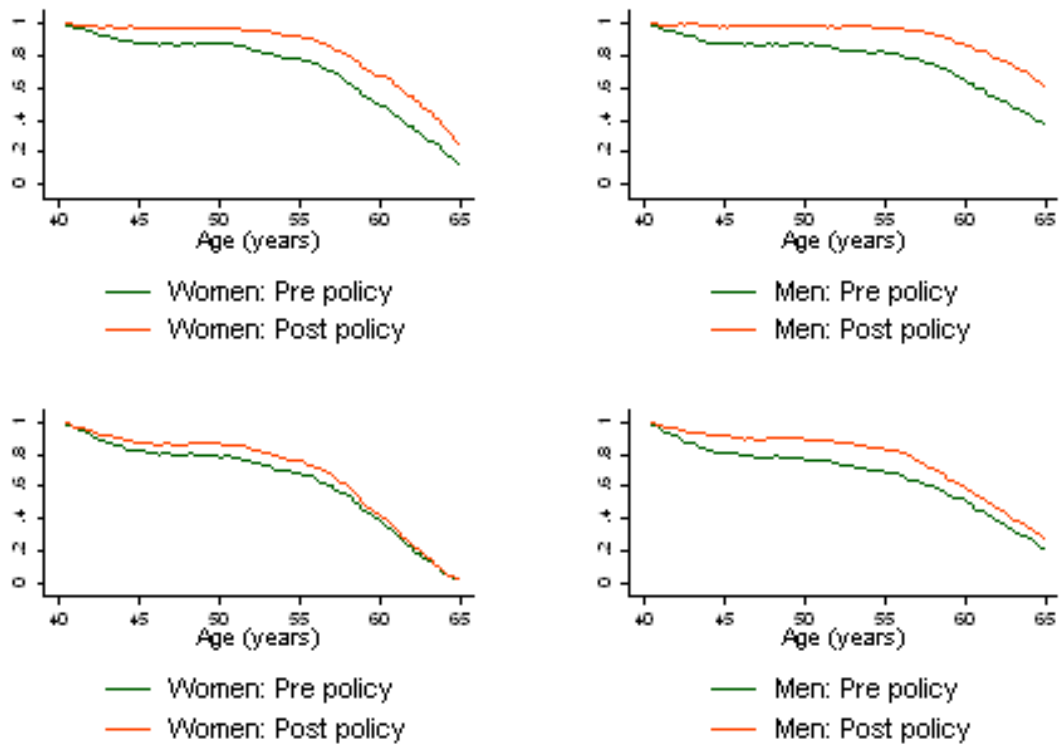 1 .8 .6 .4 .2 0
40 45 50 55 60 65
Age (years)
Women: Pre policy
Women: Post policy
1 .8 .6 .4 .2 0
40 45 50 55 60 65
Age (years)
Men: Pre policy
Men: Post policy
1 .8 .6 .4 .2 0
40 45 50 55 60 65
Age (years)
Women: Pre policy
Women: Post policy
1 .8 .6 .4 .2 0
40 45 50 55 60 65
Age (years)
Men: Pre policy
Men: Post policy